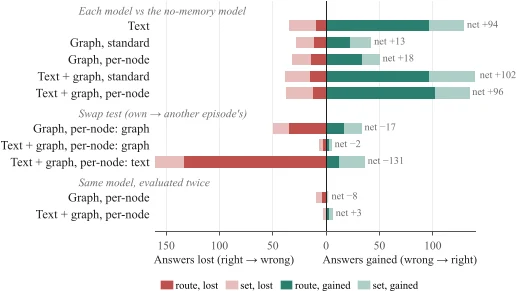 Each model vs the no-memory model
Text net +94
Graph, standard net +13
Graph, per-node net +18
Text + graph, standard net +102
Text + graph, per-node net +96
Swap test (own → another episode's)
Graph, per-node: graph net −17
Text + graph, per-node: graph net −2
Text + graph, per-node: text net −131
Same model, evaluated twice
Graph, per-node net −8
Text + graph, per-node net +3
150 100 50 0 50 100
Answers lost (right → wrong) Answers gained (wrong → right)
route, lost set, lost route, gained set, gained